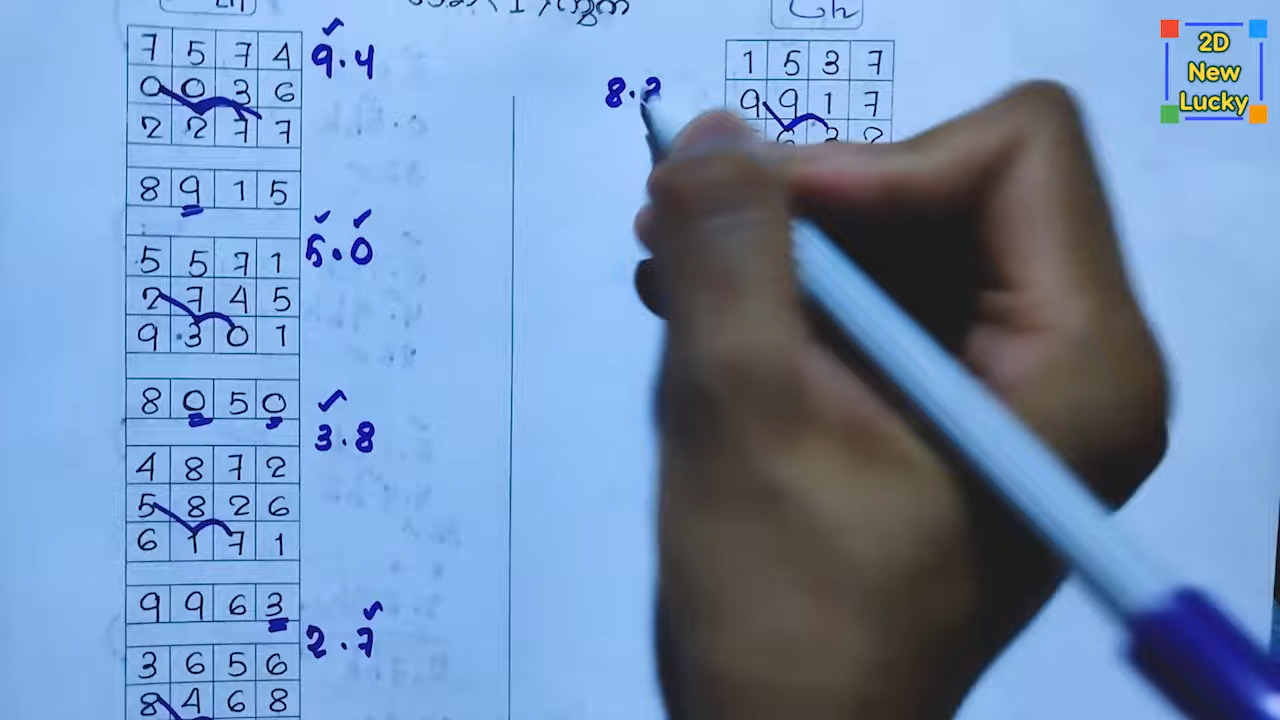 7 5 7 4 9.4
0 0 3 6
2 2 7 7
8 9 1 5
5 5 7 1 5.0
2 7 4 5
9 3 0 1
8 0 5 0
4 8 7 2 3.8
5 8 2 6
6 1 7 1
9 9 6 3
3 6 5 6 2.7
8 4 6 8
1 5 3 7
8. 9 9 1 7
2D
New
Lucky